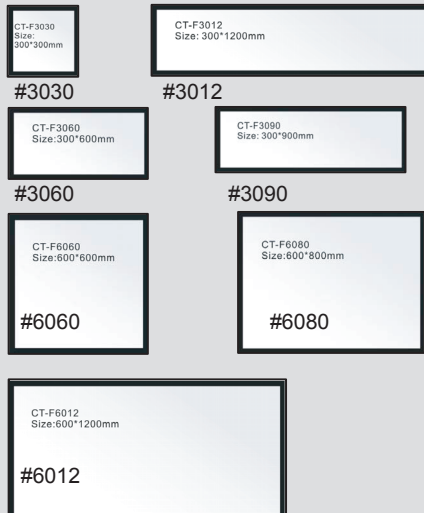 CT-F3030
Size:
300*300mm
#3030
CT-F3012
Size: 300*1200mm
#3012
CT-F3060
Size:300*600mm
#3060
CT-F3090
Size: 300*900mm
#3090
CT-F6060
Size:600*600mm
#6060
CT-F6080
Size:600*800mm
#6080
CT-F6012
Size:600*1200mm
#6012